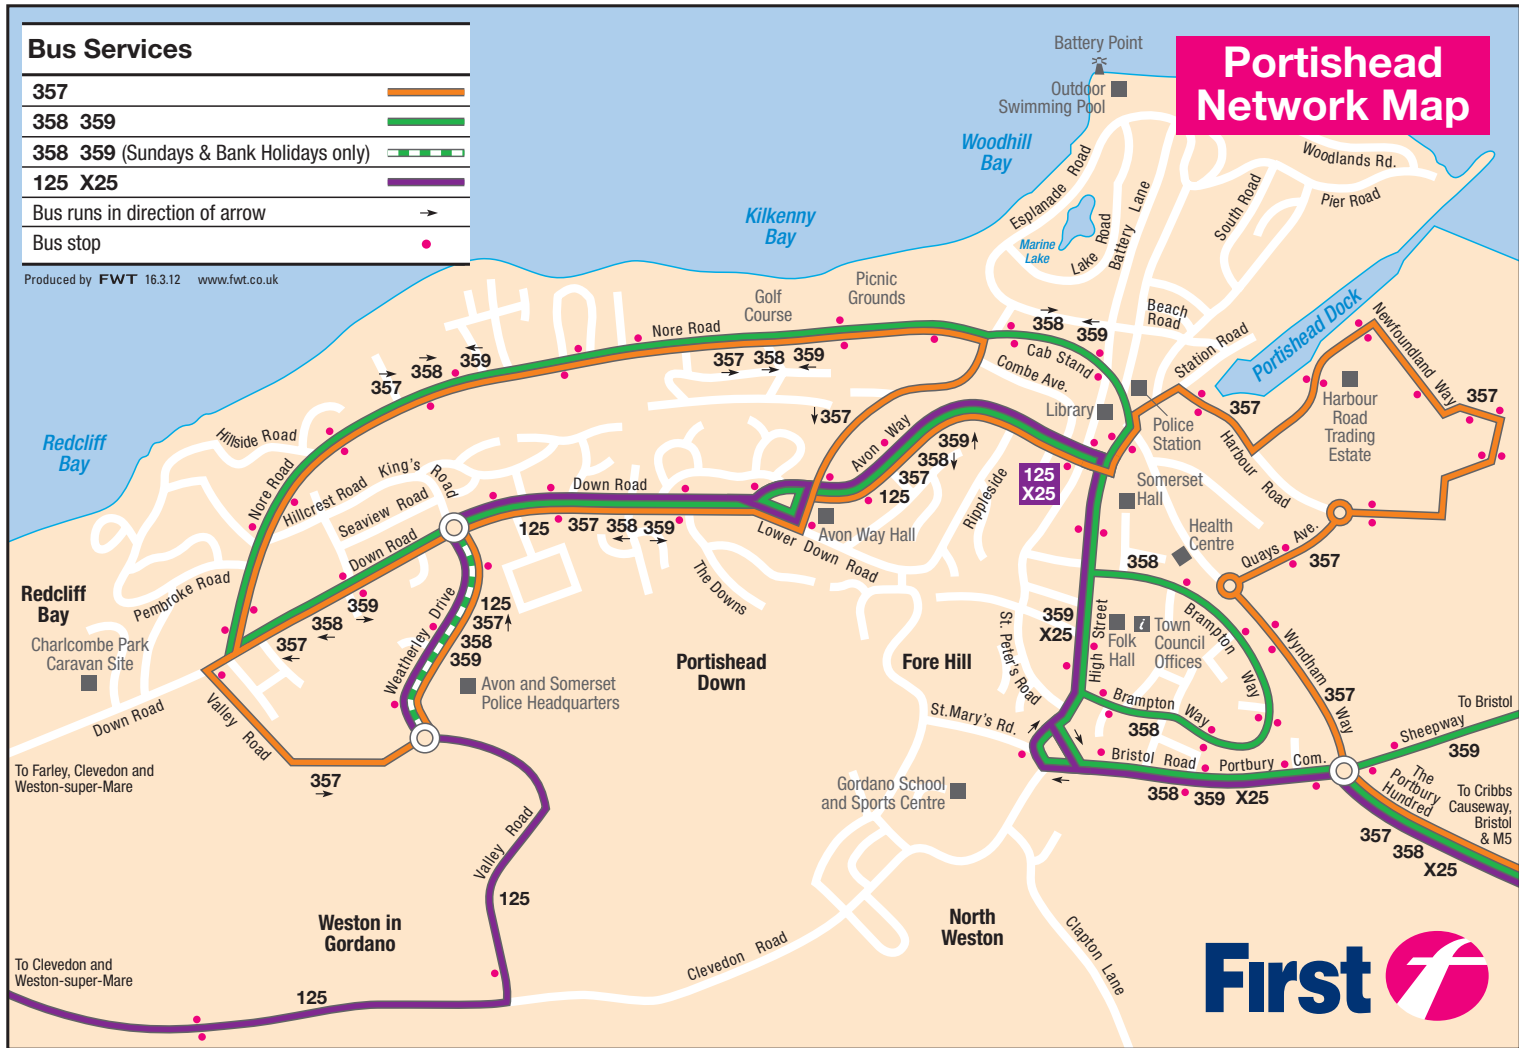 Bus Services
357
358 359
358 359 (Sundays & Bank Holidays only)
125 X25
Bus runs in direction of arrow
Bus stop
Produced by FWT 16.3.12 www.fwt.co.uk
Portishead
Network Map
Battery Point
Outdoor
Swimming Pool
Woodhill
Bay
Kilkenny
Bay
Redcliff
Bay
Woodlands Rd.
Pier Road
South Road
Esplanade Road
Marine
Lake
Lake Road
Battery Lane
Beach
Road
Station Road
Portishead Dock
Newfoundland Way
Picnic
Grounds
Golf
Course
Nore Road
358
359
Cab Stand
Combe Ave.
Library
Police
Station
357
Harbour
Road
Trading
Estate
357
Harbour Road
357 358 359
357
358
359
357
Avon Way
359
358
357
125
125
X25
Somerset
Hall
Health
Centre
Quays Ave.
357
Hillside Road
Nore Road
Hillcrest Road
King's Road
Seaview Road
Down Road
Down Road
125 357 358 359
Lower Down Road
Avon Way Hall
Rippleside
The Downs
Pembroke Road
Redcliff
Bay
Charlcombe Park
Caravan Site
359
358
357
Weatherley Drive
125
357
358
359
Avon and Somerset
Police Headquarters
Portishead
Down
Fore Hill
St. Peter's Road
St.Mary's Rd.
359
X25
High Street
358
Folk
Hall
i
Town
Council
Offices
Brampton Way
Brampton Way
358
Wyndham Way
357
To Bristol
Sheepway
359
Bristol Road
Portbury Com.
358 359 X25
The
Portbury
Hundred
To Cribbs
Causeway,
Bristol
& M5
357
358
X25
Down Road
Valley Road
To Farley, Clevedon and
Weston-super-Mare
357
Gordano School
and Sports Centre
Valley Road
125
Weston in
Gordano
North
Weston
Clevedon Road
Clapton Lane
To Clevedon and
Weston-super-Mare
125
First